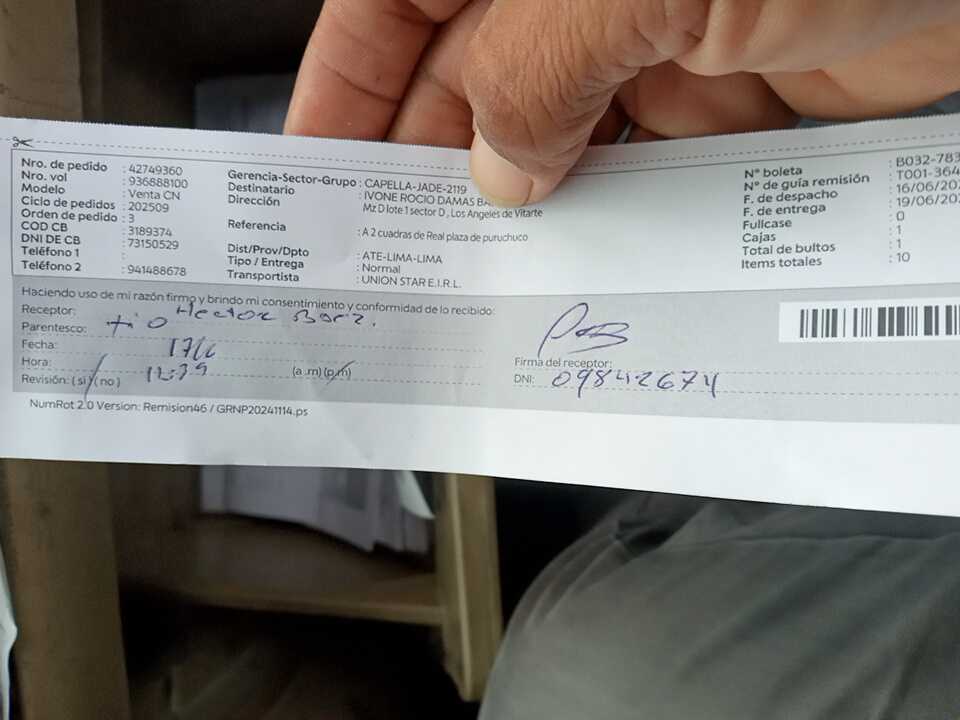 Nro. de pedido : 42749360
Nro. vol : 936888100
Modelo : Venta CN
Ciclo de pedidos : 202509
Orden de pedido : 3
COD CB : 3189374
DNI DE CB : 73150529
Teléfono 1 :
Teléfono 2 : 941488678
Gerencia-Sector-Grupo : CAPELLA-JADE-2119
Destinatario : IVONE ROCIO DAMAS
Dirección : Mz D lote 1 sector D , Los Angeles de Vitarte
Referencia : A 2 cuadras de Real plaza de puruchuco
Dist/Prov/Dpto : ATE-LIMA-LIMA
Tipo / Entrega : Normal
Transportista : UNION STAR E.I.R.L.
N° boleta : B032-783
N° de guía remisión : T001-364
F. de despacho : 16/06/202
F. de entrega : 19/06/202
Fullcase : 0
Cajas : 1
Total de bultos : 1
Items totales : 10
Haciendo uso de mi razón firmo y brindo mi consentimiento y conformidad de lo recibido:
Receptor: Hector
Parentesco: tio
Fecha: 17/6
Hora: 12:39 (a .m) (p.m)
Revisión: ( si ) ( no )
Firma del receptor:
DNI: 09842674
NumRot 2.0 Version: Remision46 / GRNP20241114.ps